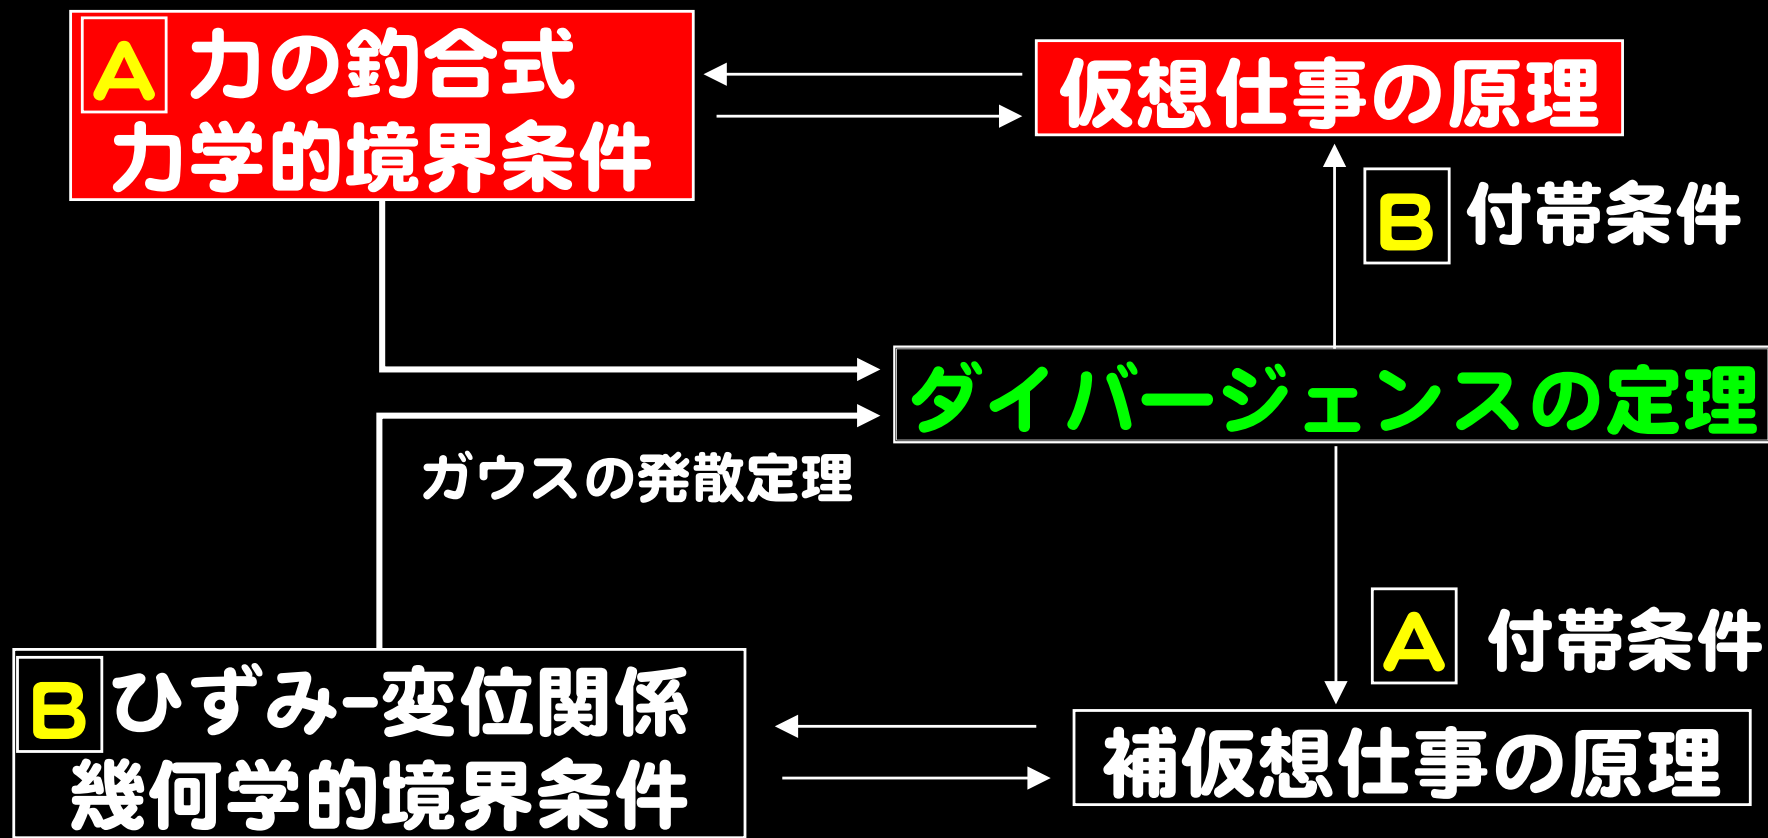 A 力の釣合式
力学的境界条件
仮想仕事の原理
B 付帯条件
ダイバージェンスの定理
ガウスの発散定理
A 付帯条件
B ひずみ-変位関係
幾何学的境界条件
補仮想仕事の原理